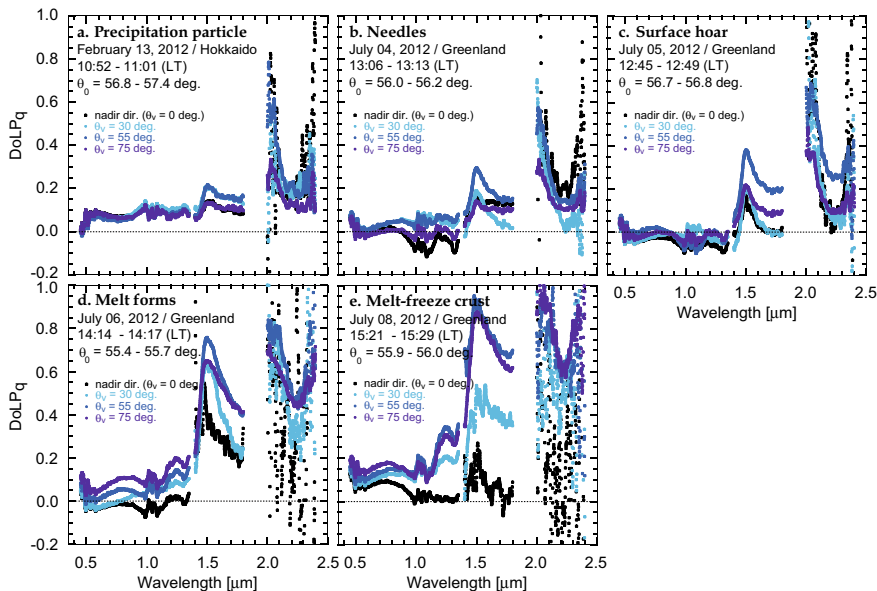 a. Precipitation particle
February 13, 2012 / Hokkaido
10:52 - 11:01 (LT)
θ0 = 56.8 - 57.4 deg.
nadir dir. (θv = 0 deg.)
θv = 30 deg.
θv = 55 deg.
θv = 75 deg.
b. Needles
July 04, 2012 / Greenland
13:06 - 13:13 (LT)
θ0 = 56.0 - 56.2 deg.
nadir dir. (θv = 0 deg.)
θv = 30 deg.
θv = 55 deg.
θv = 75 deg.
c. Surface hoar
July 05, 2012 / Greenland
12:45 - 12:49 (LT)
θ0 = 56.7 - 56.8 deg.
nadir dir. (θv = 0 deg.)
θv = 30 deg.
θv = 55 deg.
θv = 75 deg.
1.0
0.8
0.6
0.4
0.2
0.0
-0.2
DoLPq
0.5 1.0 1.5 2.0 2.5
Wavelength [μm]
d. Melt forms
July 06, 2012 / Greenland
14:14 - 14:17 (LT)
θ0 = 55.4 - 55.7 deg.
nadir dir. (θv = 0 deg
θv = 30 deg.
θv = 55 deg.
θv = 75 deg.
e. Melt-freeze crust
July 08, 2012 / Greenland
15:21 - 15:29 (LT)
θ0 = 55.9 - 56.0 deg.
nadir dir. (θv = 0 deg.)
θv = 30 deg.
θv = 55 deg.
θv = 75 deg.
1.0
0.8
0.6
0.4
0.2
0.0
-0.2
DoLPq
0.5 1.0 1.5 2.0 2.5
Wavelength [μm]
0.5 1.0 1.5 2.0 2.5
Wavelength [μm]